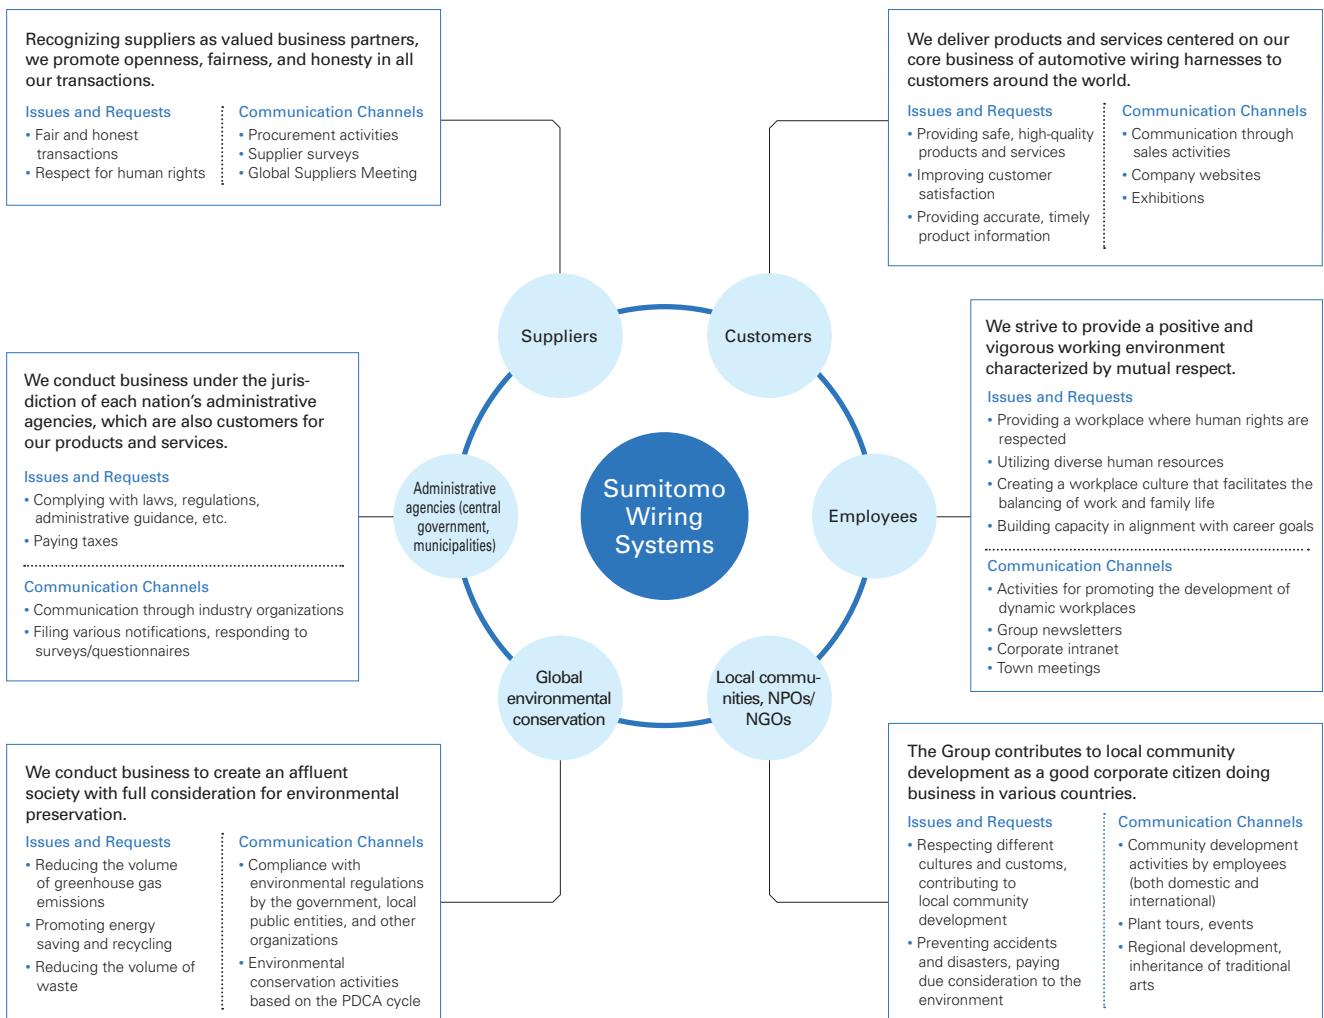 Recognizing suppliers as valued business partners,
we promote openness, fairness, and honesty in all
our transactions.
Issues and Requests
• Fair and honest
transactions
• Respect for human rights
Communication Channels
• Procurement activities
• Supplier surveys
• Global Suppliers Meeting
We deliver products and services centered on our
core business of automotive wiring harnesses to
customers around the world.
Issues and Requests
• Providing safe, high-quality
products and services
• Improving customer
satisfaction
• Providing accurate, timely
product information
Communication Channels
• Communication through
sales activities
• Company websites
• Exhibitions
Suppliers
Customers
We conduct business under the juris-
diction of each nation's administrative
agencies, which are also customers for
our products and services.
Issues and Requests
• Complying with laws, regulations,
administrative guidance, etc.
• Paying taxes
Communication Channels
• Communication through industry organizations
• Filing various notifications, responding to
surveys/questionnaires
Administrative
agencies (central
government,
municipalities)
Sumitomo
Wiring
Systems
Employees
We strive to provide a positive and
vigorous working environment
characterized by mutual respect.
Issues and Requests
• Providing a workplace where human rights are
respected
• Utilizing diverse human resources
• Creating a workplace culture that facilitates the
balancing of work and family life
• Building capacity in alignment with career goals
Communication Channels
• Activities for promoting the development of
dynamic workplaces
• Group newsletters
• Corporate intranet
• Town meetings
Global
environmental
conservation
Local commu-
nities, NPOs/
NGOs
We conduct business to create an affluent
society with full consideration for environmental
preservation.
Issues and Requests
• Reducing the volume
of greenhouse gas
emissions
• Promoting energy
saving and recycling
• Reducing the volume of
waste
Communication Channels
• Compliance with
environmental regulations
by the government, local
public entities, and other
organizations
• Environmental
conservation activities
based on the PDCA cycle
The Group contributes to local community
development as a good corporate citizen doing
business in various countries.
Issues and Requests
• Respecting different
cultures and customs,
contributing to
local community
development
• Preventing accidents
and disasters, paying
due consideration to the
environment
Communication Channels
• Community development
activities by employees
(both domestic and
international)
• Plant tours, events
• Regional development,
inheritance of traditional
arts